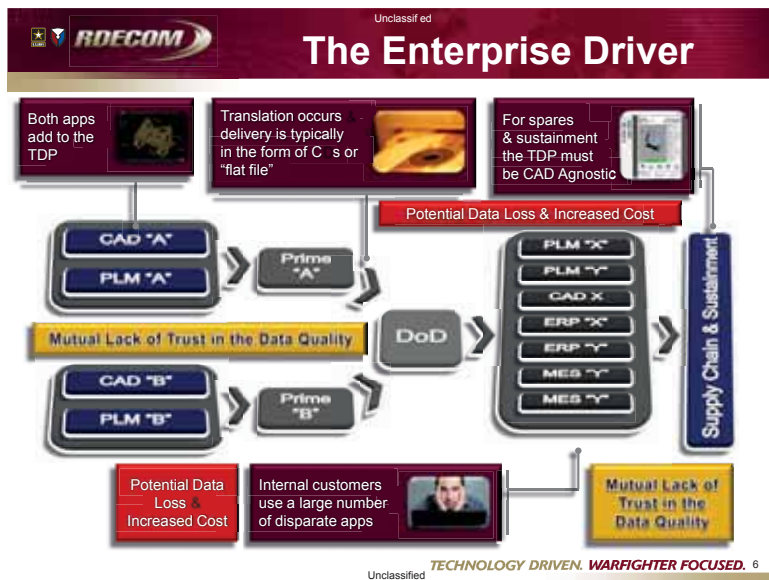 Unclassif ed
RDECOM
The Enterprise Driver
Both apps
add to the
TDP
Translation occurs &
delivery is typically
in the form of C s or
“flat file”
For spares
& sustainment
the TDP must
be CAD Agnostic
Potential Data Loss & Increased Cost
CAD "A"
PLM "A"
Prime
"A"
Mutual Lack of Trust in the Data Quality
CAD "B"
PLM "B"
Prime
"B"
DoD
PLM "X"
PLM "Y"
CAD X
ERP "X"
ERP "Y"
MES "Y"
MES "Y"
Supply Chain & Sustainment
Potential Data
Loss &
Increased Cost
Internal customers
use a large number
of disparate apps
Mutual Lack of
Trust in the
Data Quality
TECHNOLOGY DRIVEN. WARFIGHTER FOCUSED. 6
Unclassified